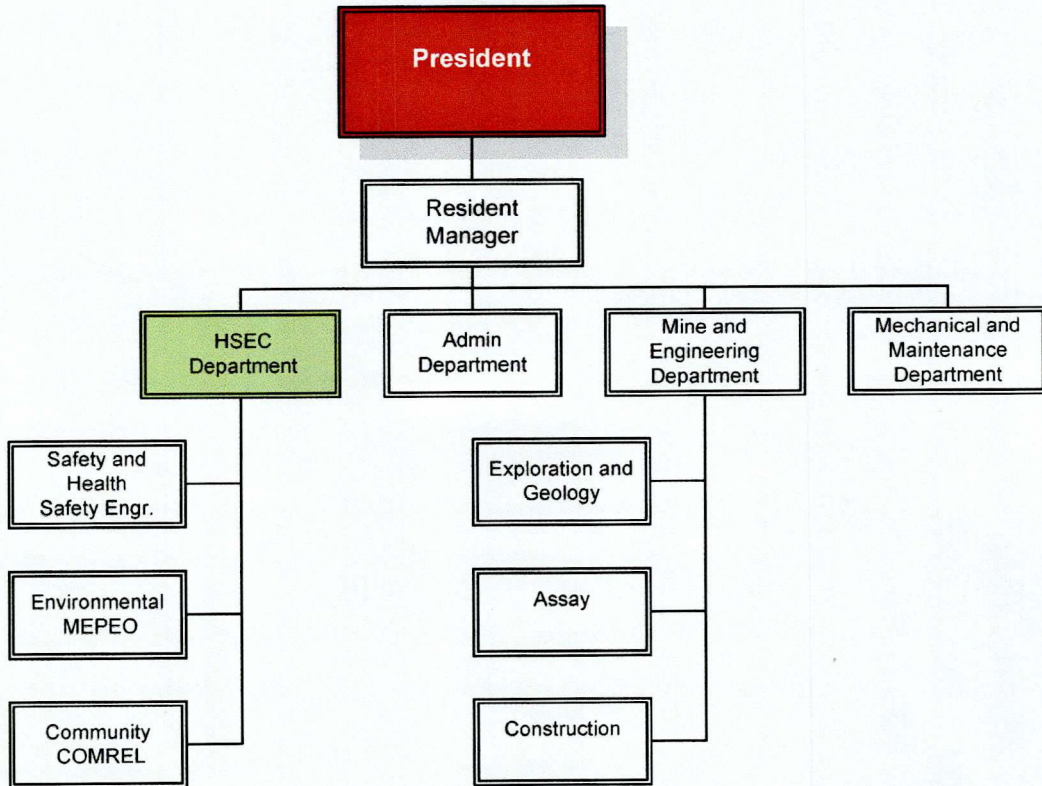 President
Resident
Manager
HSEC
Department
Admin
Department
Mine and
Engineering
Department
Mechanical and
Maintenance
Department
Safety and
Health
Safety Engr.
Exploration and
Geology
Environmental
MEPEO
Assay
Community
COMREL
Construction